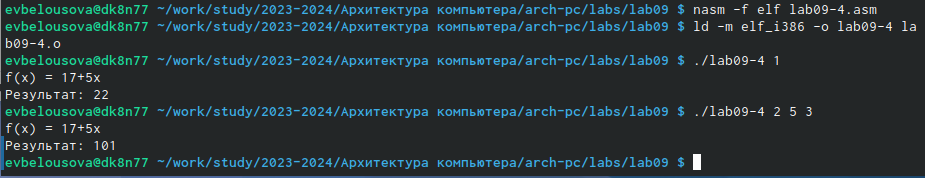 evbelousova@dk8n77 ~/work/study/2023-2024/Архитектура компьютера/arch-pc/labs/lab09 $ nasm -f elf lab09-4.asm
evbelousova@dk8n77 ~/work/study/2023-2024/Архитектура компьютера/arch-pc/labs/lab09 $ ld -m elf_i386 -o lab09-4 la
b09-4.o
evbelousova@dk8n77 ~/work/study/2023-2024/Архитектура компьютера/arch-pc/labs/lab09 $ ./lab09-4 1
f(x) = 17+5x
Результат: 22
evbelousova@dk8n77 ~/work/study/2023-2024/Архитектура компьютера/arch-pc/labs/lab09 $ ./lab09-4 2 5 3
f(x) = 17+5x
Результат: 101
evbelousova@dk8n77 ~/work/study/2023-2024/Архитектура компьютера/arch-pc/labs/lab09 $